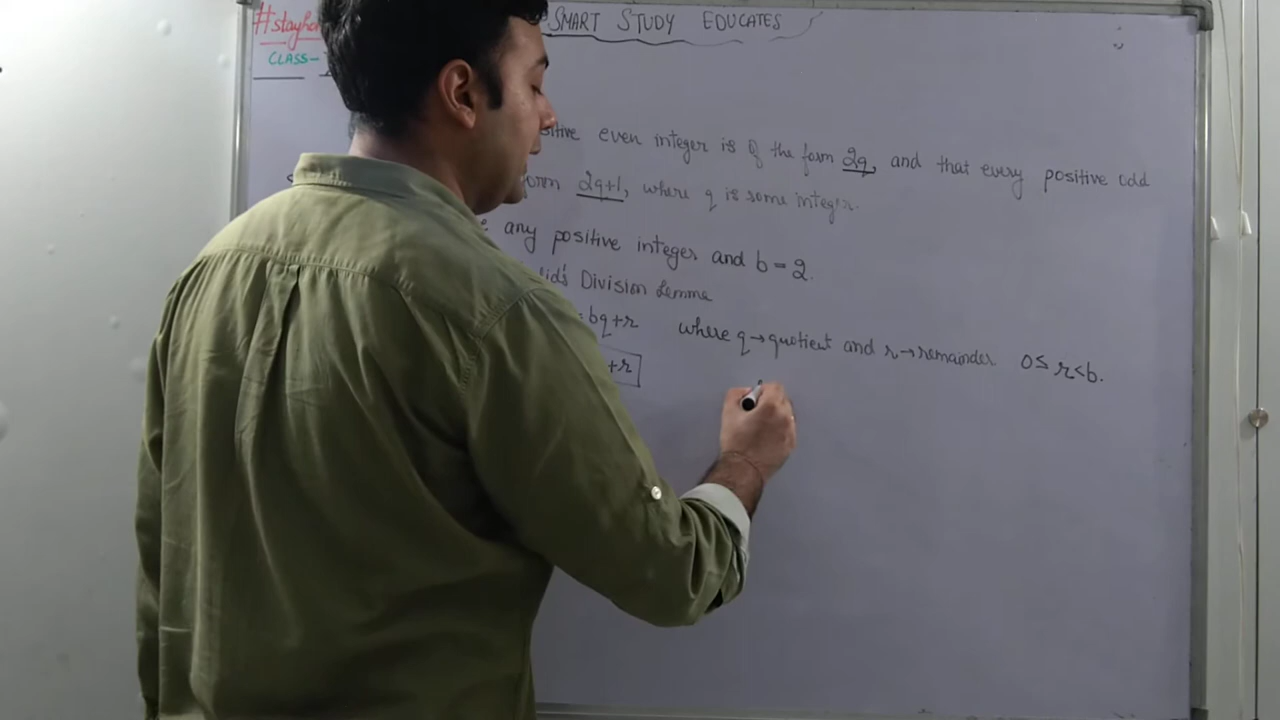 #stayho
SMART STUDY EDUCATES
CLASS-
sitive even integer is of the form 2q, and that every positive odd
orm 2q+1, where q is some integer.
any positive integer and b = 2.
lid's Division Lemma
= bq+r where q→quotient and r→remainder 0≤ r<b.
+r